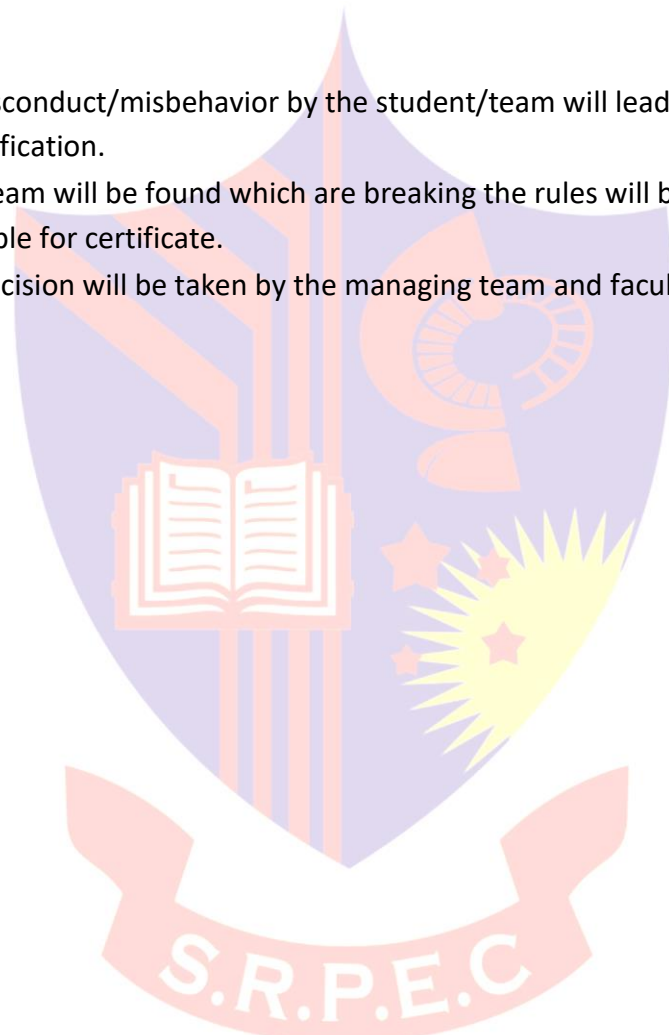 sconduct/misbehavior by the student/team will lead
ification.
eam will be found which are breaking the rules will b
ble for certificate.
cision will be taken by the managing team and facul
S.R.P.E.C